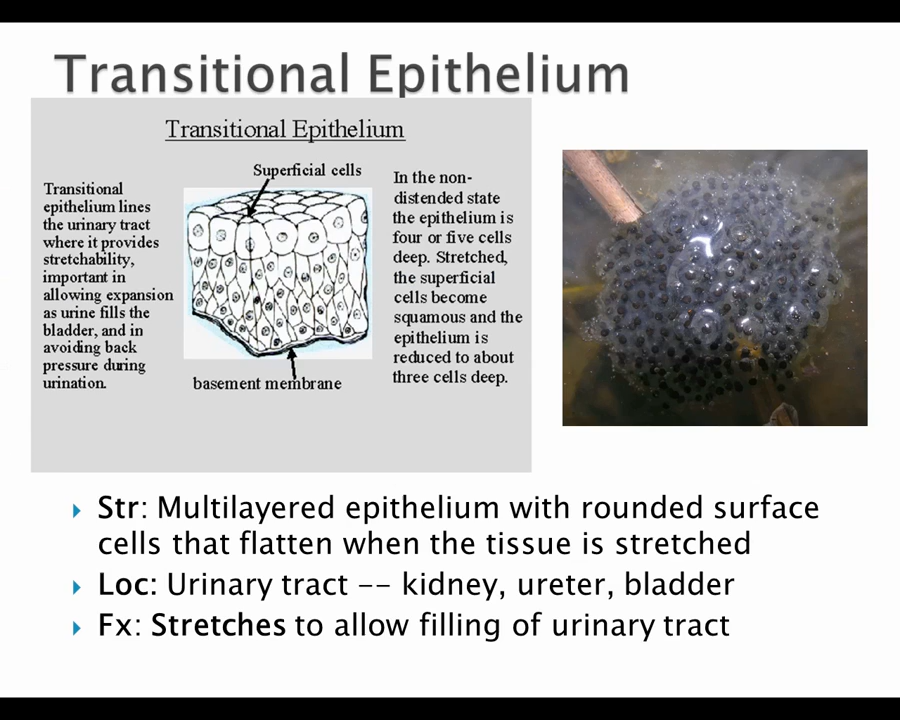 Transitional Epithelium
Transitional Epithelium
Superficial cells
Transitional
epithelium lines
the urinary tract
where it provides
stretchability,
important in
allowing expansion
as urine fills the
bladder, and in
avoiding back
pressure during
urination.
In the non-
distended state
the epithelium is
four or five cells
deep. Stretched,
the superficial
cells become
squamous and the
epithelium is
reduced to about
three cells deep.
basement membrane
Str: Multilayered epithelium with rounded surface
cells that flatten when the tissue is stretched
Loc: Urinary tract -- kidney, ureter, bladder
Fx: Stretches to allow filling of urinary tract